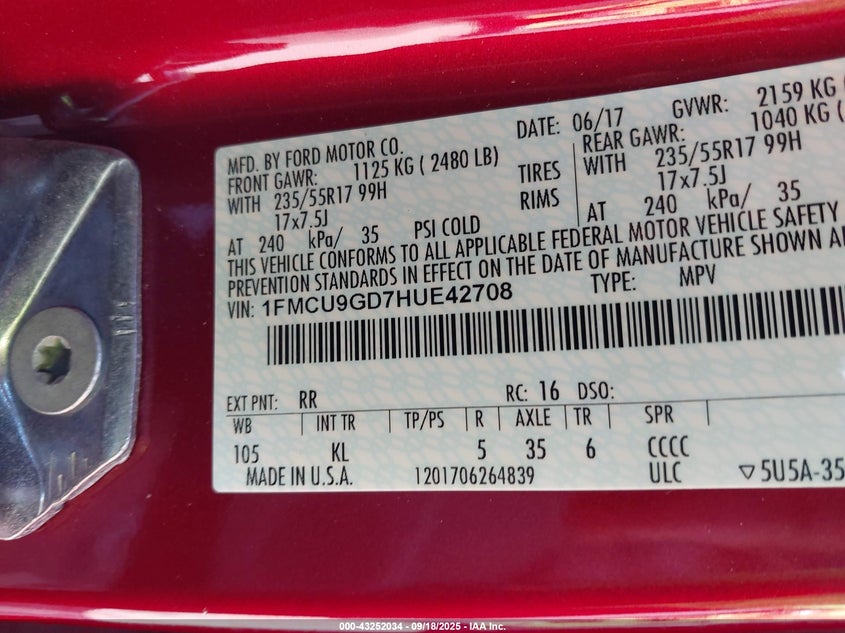 MFD. BY FORD MOTOR CO. DATE: 06/17 GVWR: 2159 KG (
FRONT GAWR: 1125 KG ( 2480 LB) REAR GAWR: 1040 KG (
WITH 235/55R17 99H TIRES WITH 235/55R17 99H
17x7.5J RIMS 17x7.5J
AT 240 kPa/ 35 PSI COLD AT 240 kPa/ 35
THIS VEHICLE CONFORMS TO ALL APPLICABLE FEDERAL MOTOR VEHICLE SAFETY
PREVENTION STANDARDS IN EFFECT ON THE DATE OF MANUFACTURE SHOWN
VIN: 1FMCU9GD7HUE42708 TYPE: MPV
EXT PNT: RR RC: 16 DSO:
WB INT TR TP/PS R AXLE TR SPR
105 KL 5 35 6 CCCC
MADE IN U.S.A. 1201706264839 ULC ▽5U5A-35
000-43252034 - 09/18/2025 - IAA Inc.